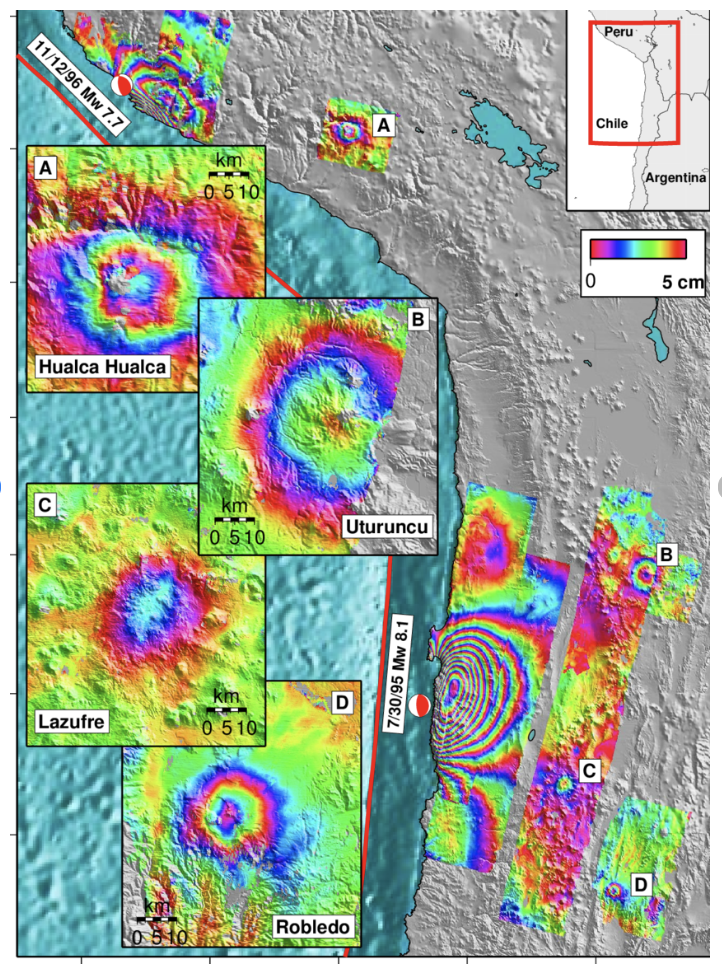 11/12/96 Mw 7.7
A
Peru
Chile
Argentina
0 5 cm
A
km
0 5 10
Hualca Hualca
B
km
0 5 10
Uturuncu
C
km
0 5 10
Lazufre
D
km
0 5 10
Robledo
7/30/95 Mw 8.1
B
C
D